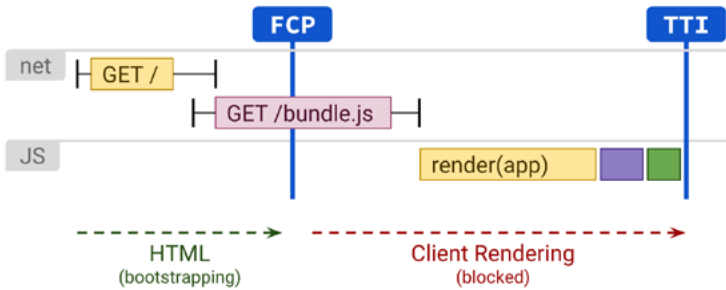 FCP
TTI
net
GET /
GET /bundle.js
JS
render(app)
HTML
(bootstrapping)
Client Rendering
(blocked)